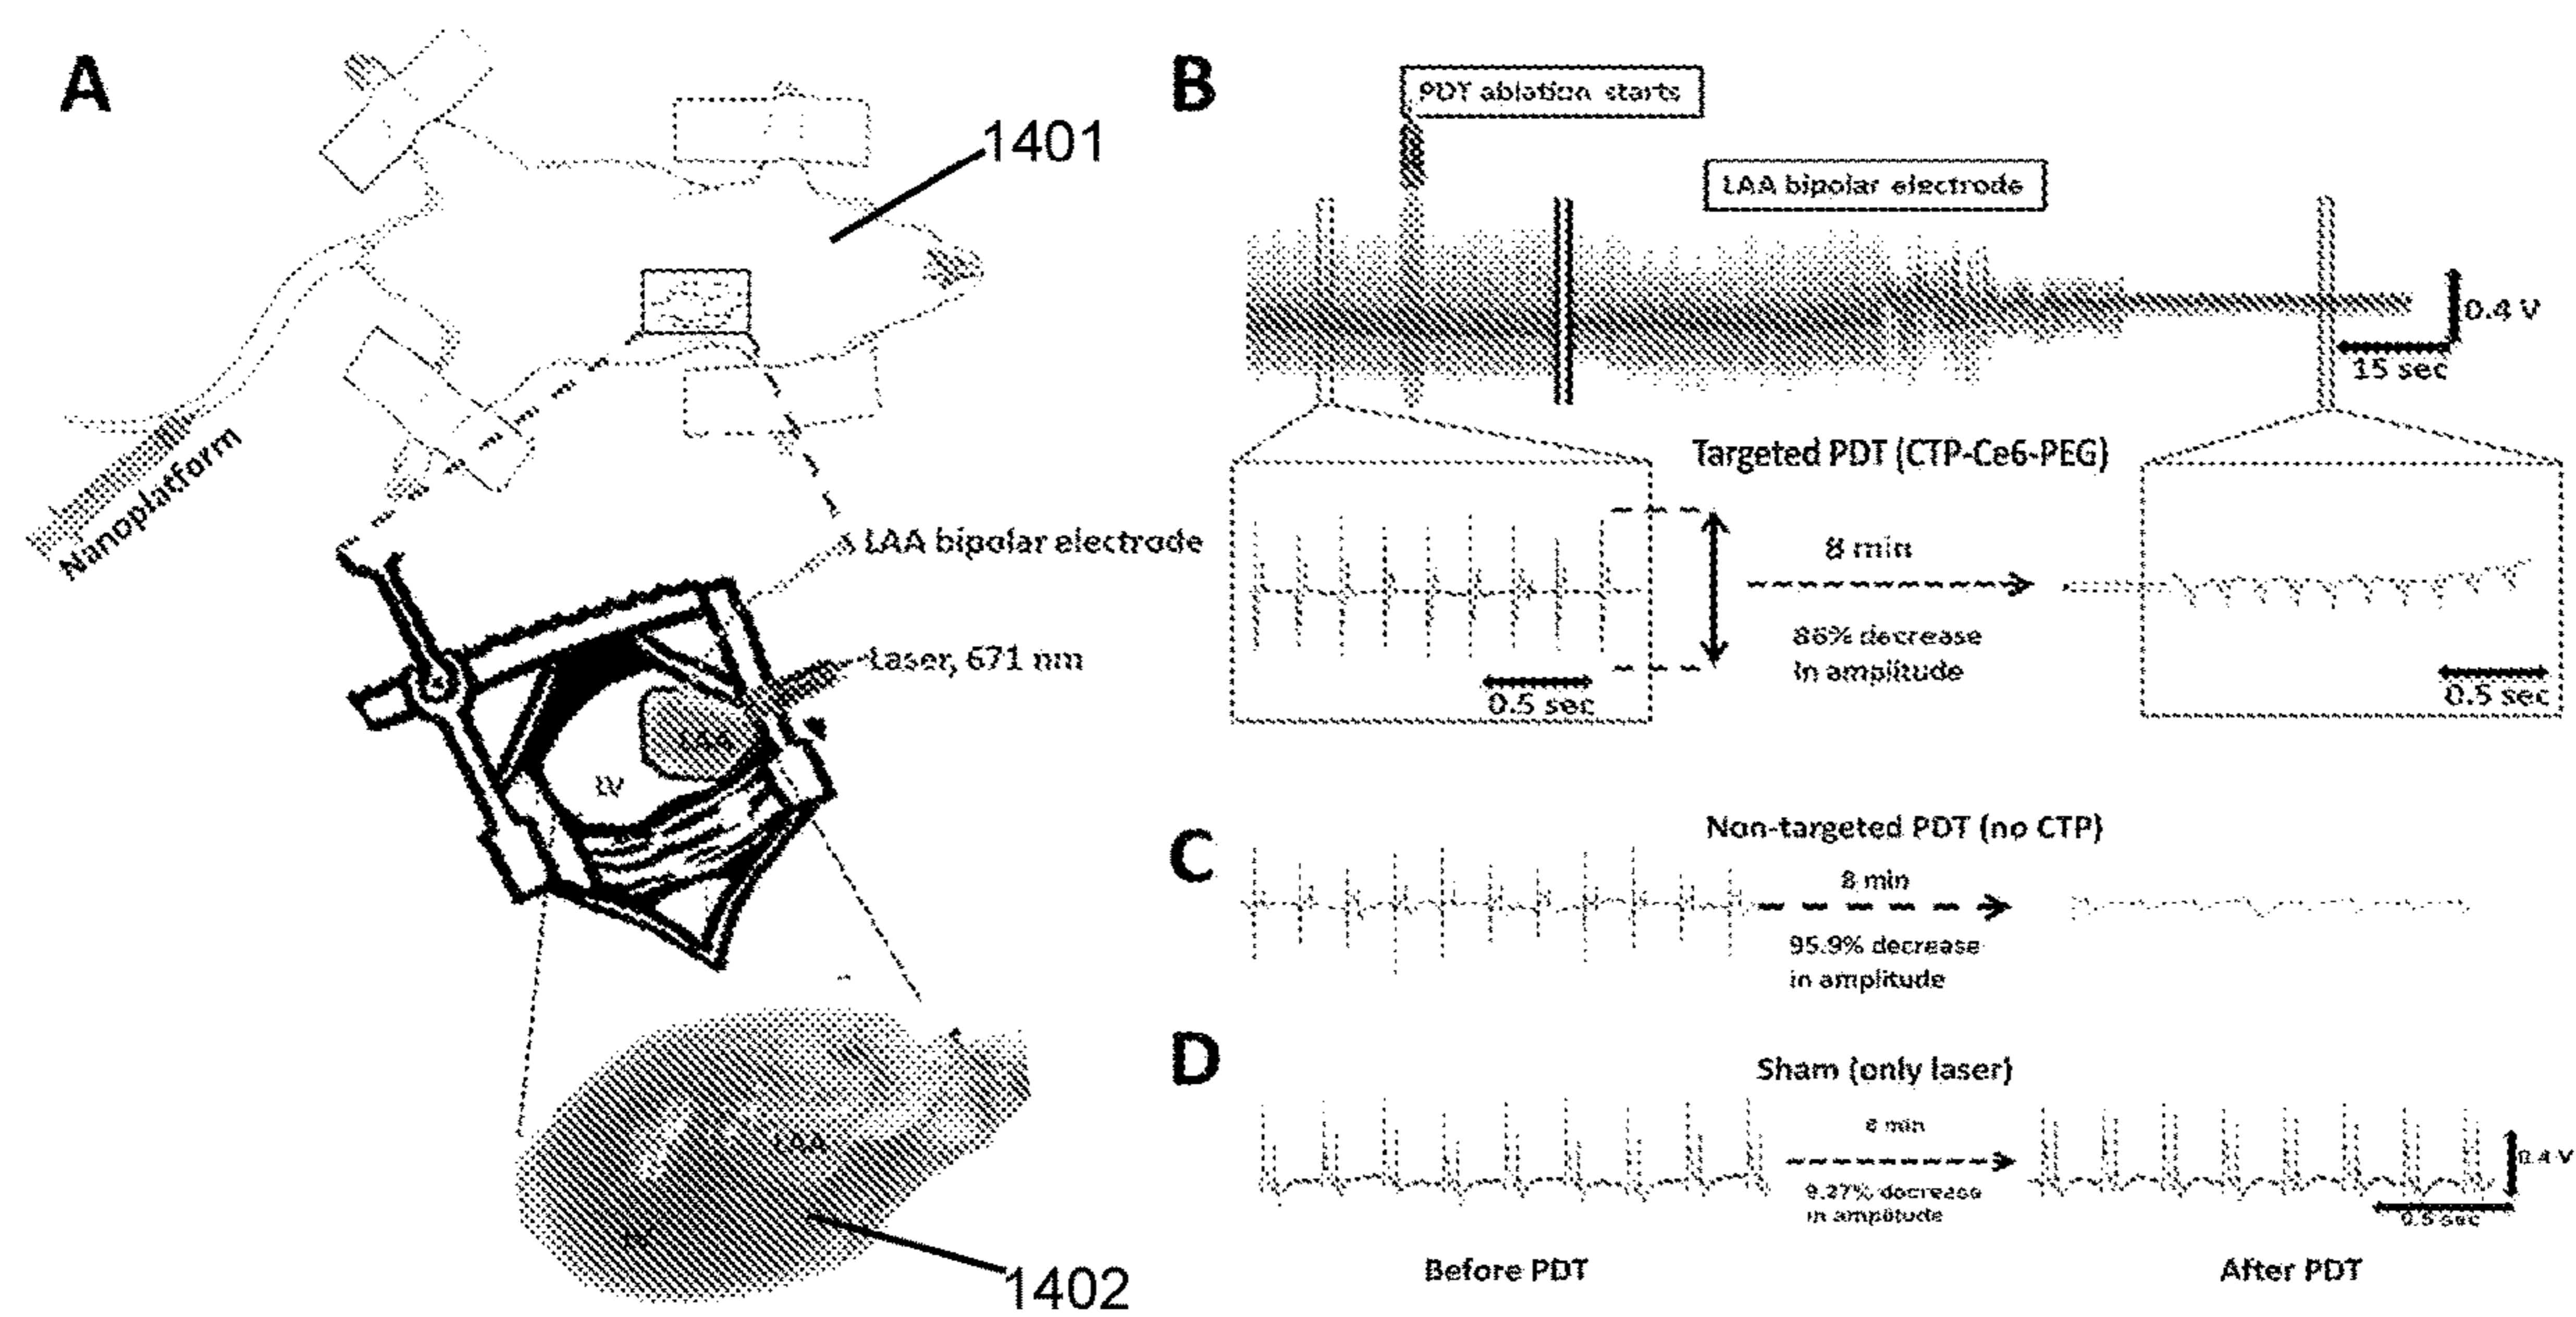 A
1401
Nanoplatform
LAA bipolar electrode
Laser, 671 nm
LAA
LV
LAA
1402
B
PDT ablation starts
LAA bipolar electrode
0.4 V
15 sec
Targeted PDT (CTP-Ce6-PEG)
8 min
86% decrease
in amplitude
0.5 sec
0.5 sec
C
Non-targeted PDT (no CTP)
8 min
95.9% decrease
in amplitude
D
Sham (only laser)
8 min
9.27% decrease
in amplitude
0.4 V
0.5 sec
Before PDT
After PDT